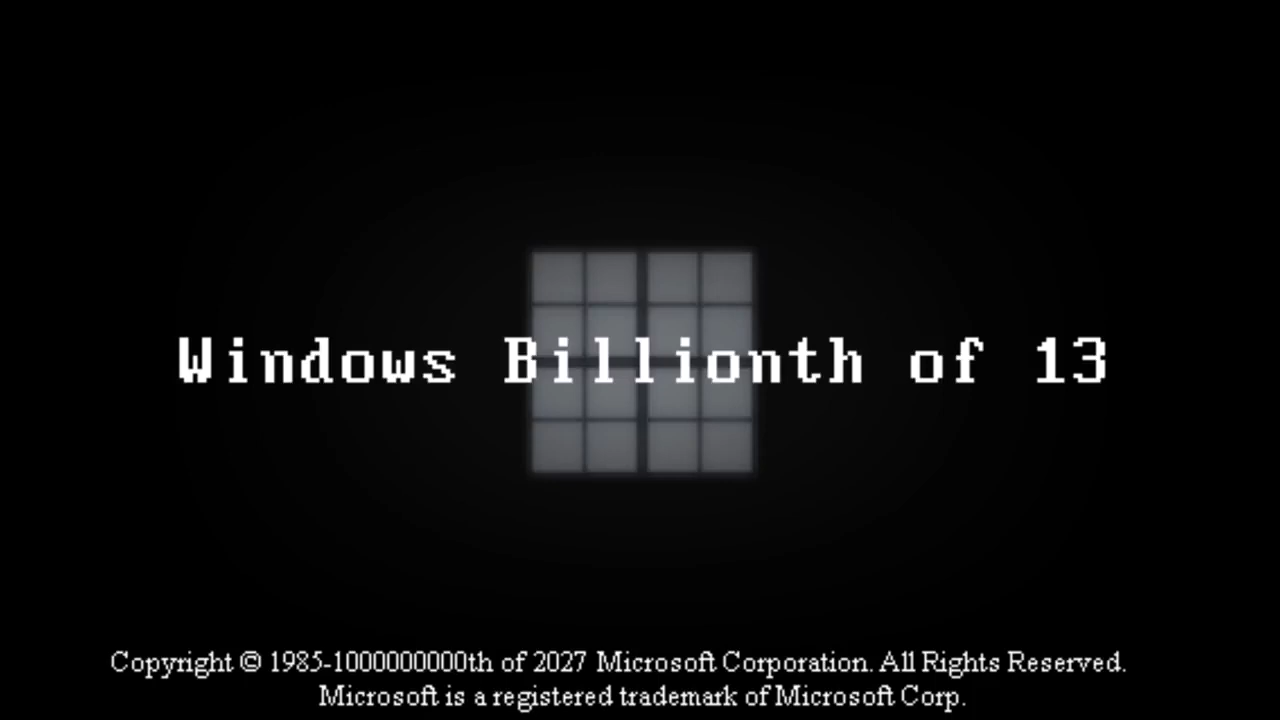 Windows Billionth of 13
Copyright © 1985-1000000000th of 2027 Microsoft Corporation. All Rights Reserved.
Microsoft is a registered trademark of Microsoft Corp.